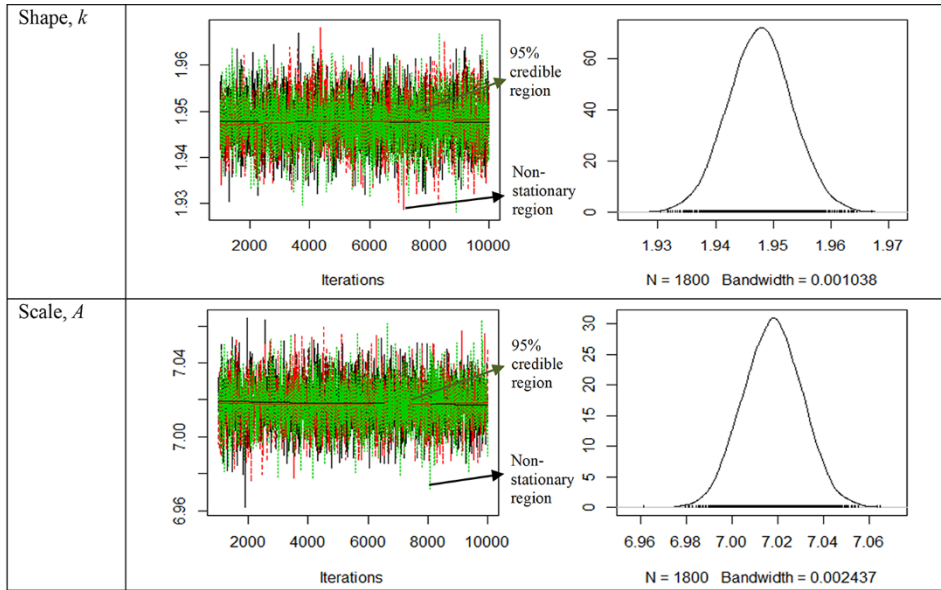 Shape, k
1.96
1.95
1.94
1.93
2000 4000 6000 8000 10000
Iterations
95%
credible
region
Non-
stationary
region
60
40
20
0
1.93 1.94 1.95 1.96 1.97
N = 1800 Bandwidth = 0.001038
Scale, A
7.04
7.00
6.96
2000 4000 6000 8000 10000
Iterations
95%
credible
region
Non-
stationary
region
30
25
20
15
10
5
0
6.96 6.98 7.00 7.02 7.04 7.06
N = 1800 Bandwidth = 0.002437